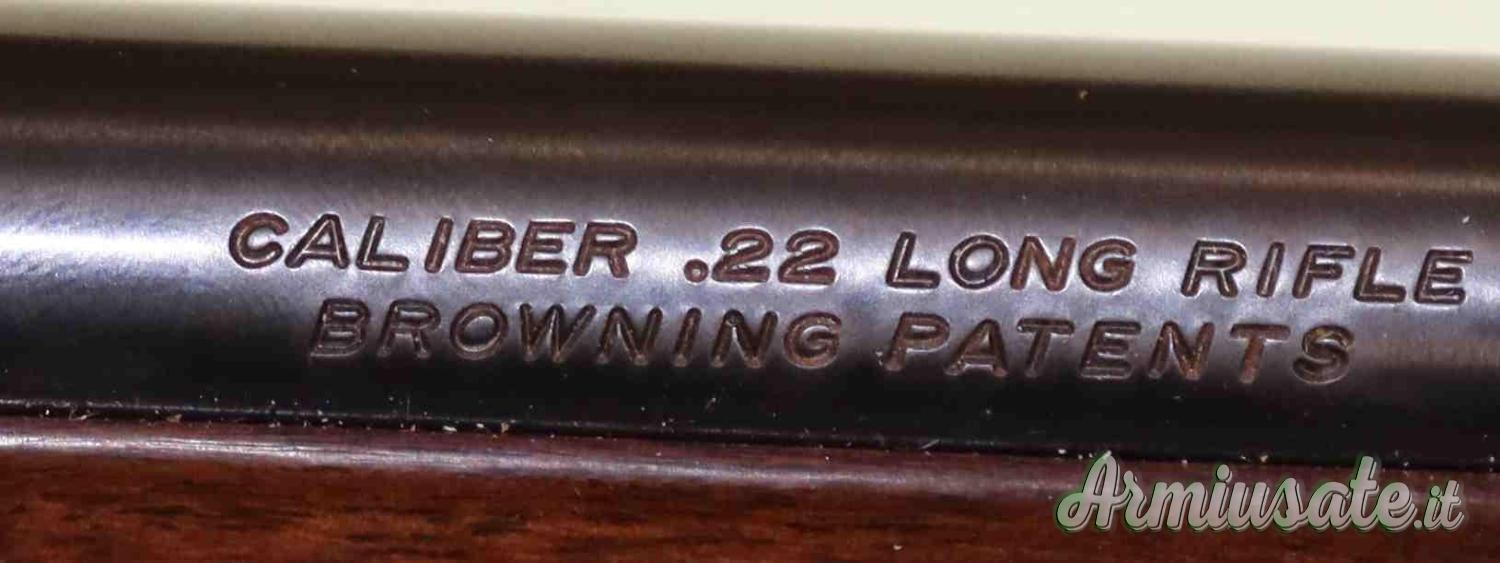 CALIBER .22 LONG RIFLE
BROWNING PATENTS
Armiusate.it